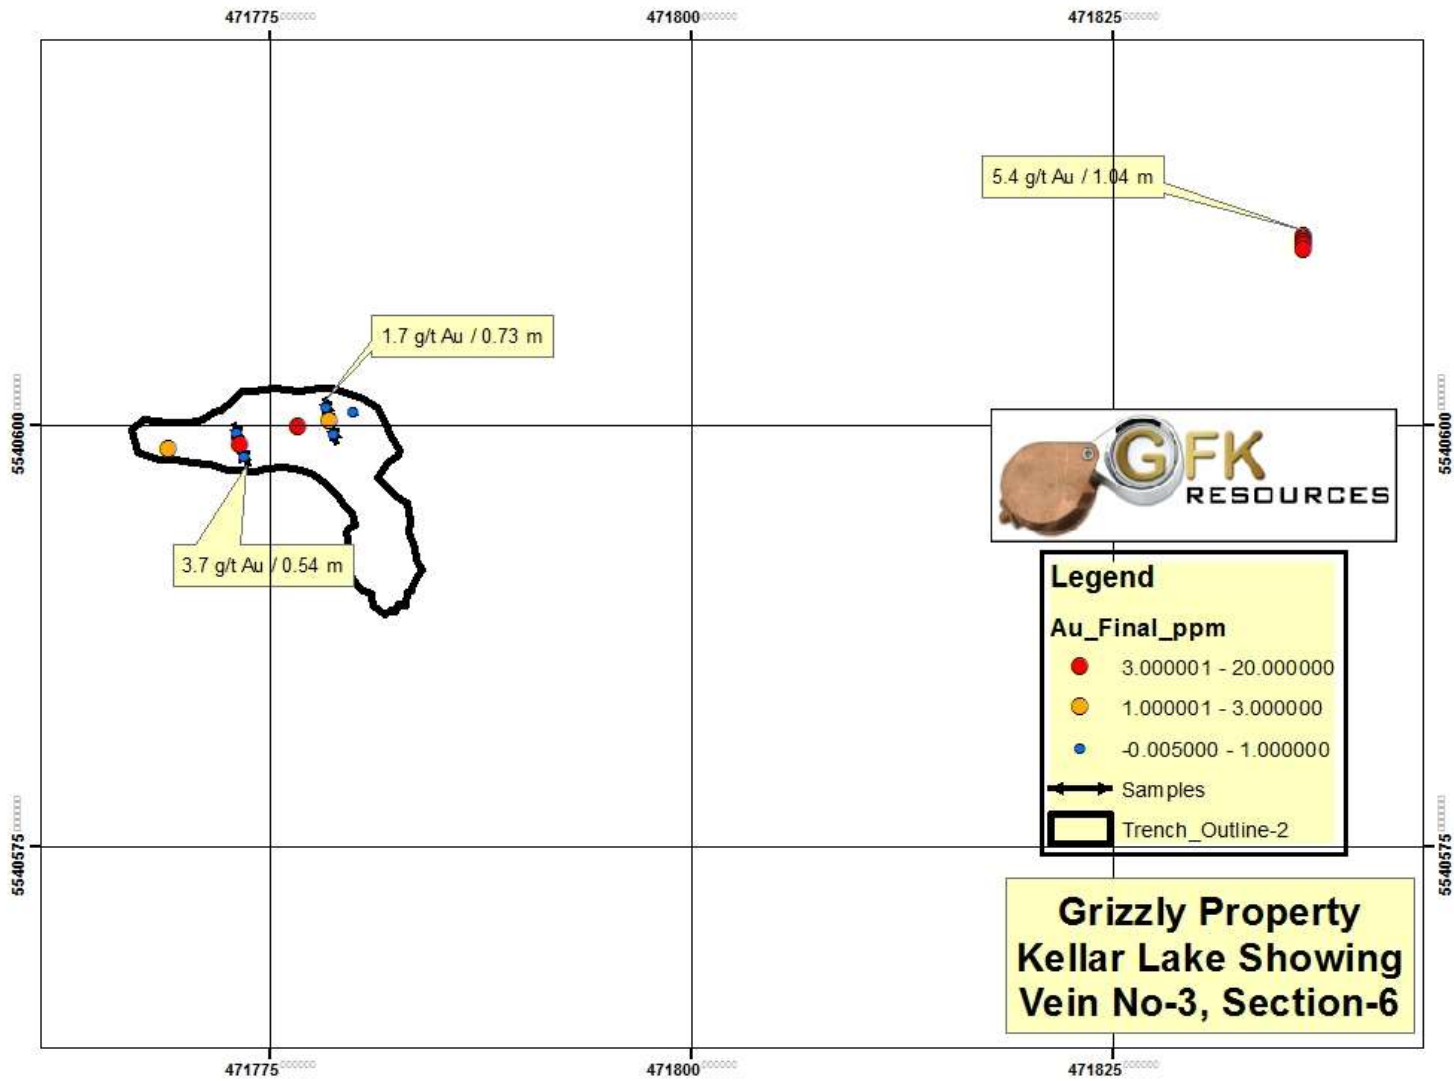 471775
471800
471825
5.4 g/t Au / 1.04 m
1.7 g/t Au / 0.73 m
5540600
5540600
GFK
RESOURCES
3.7 g/t Au / 0.54 m
Legend
Au_Final_ppm
3.000001 - 20.000000
1.000001 - 3.000000
-0.005000 - 1.000000
Samples
Trench_Outline-2
5540575
5540575
Grizzly Property
Kellar Lake Showing
Vein No-3, Section-6
471775
471800
471825